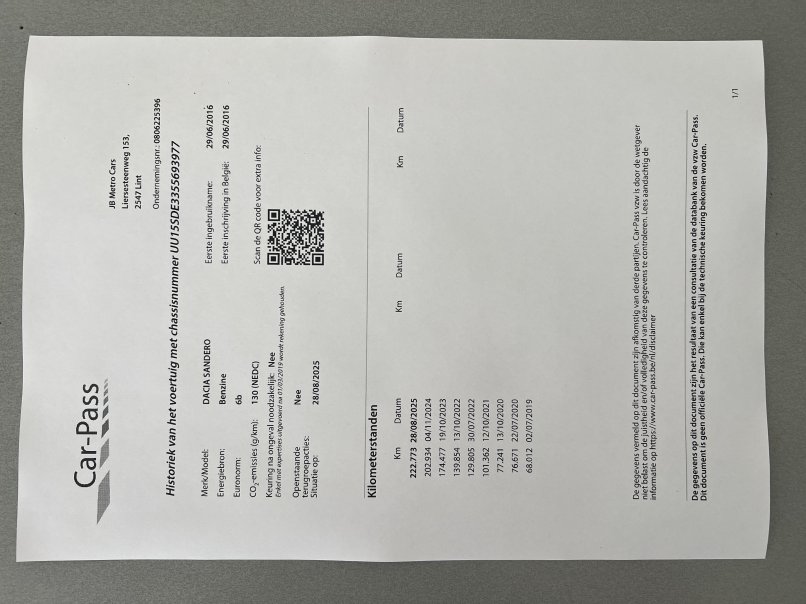 Car-Pass
JB Metro Cars
Liersesteenweg 153,
2547 Lint
Ondernemingsnr.: 0806225396
Historiek van het voertuig met chassisnummer UU15SDE3355693977
Merk/Model: DACIA SANDERO
Eerste ingebruikname: 29/06/2016
Energiebron: Benzine
Eerste inschrijving in België: 29/06/2016
Euronorm: 6b
CO₂-emissies (g/km): 130 (NEDC)
Scan de QR code voor extra info:
Keuring na ongeval noodzakelijk: Nee
Enkel met expertises uitgevoerd na 01/03/2019 wordt rekening gehouden.
Openstaande Nee
terugroepacties:
Situatie op: 28/08/2025
Kilometerstanden
Km Datum Km Datum Km Datum
222.773 28/08/2025
202.934 04/11/2024
174.477 19/10/2023
139.854 13/10/2022
129.805 30/07/2022
101.362 12/10/2021
77.241 13/10/2020
76.671 22/07/2020
68.012 02/07/2019
De gegevens vermeld op dit document zijn afkomstig van derde partijen. Car-Pass vzw is door de wetgever
niet belast om de juistheid en/of volledigheid van deze gegevens te controleren. Lees aandachtig de
informatie op https://www.car-pass.be/nl/disclaimer
De gegevens op dit document zijn het resultaat van een consultatie van de databank van de vzw Car-Pass.
Dit document is geen officiële Car-Pass. Die kan enkel bij de technische keuring bekomen worden.
1/1